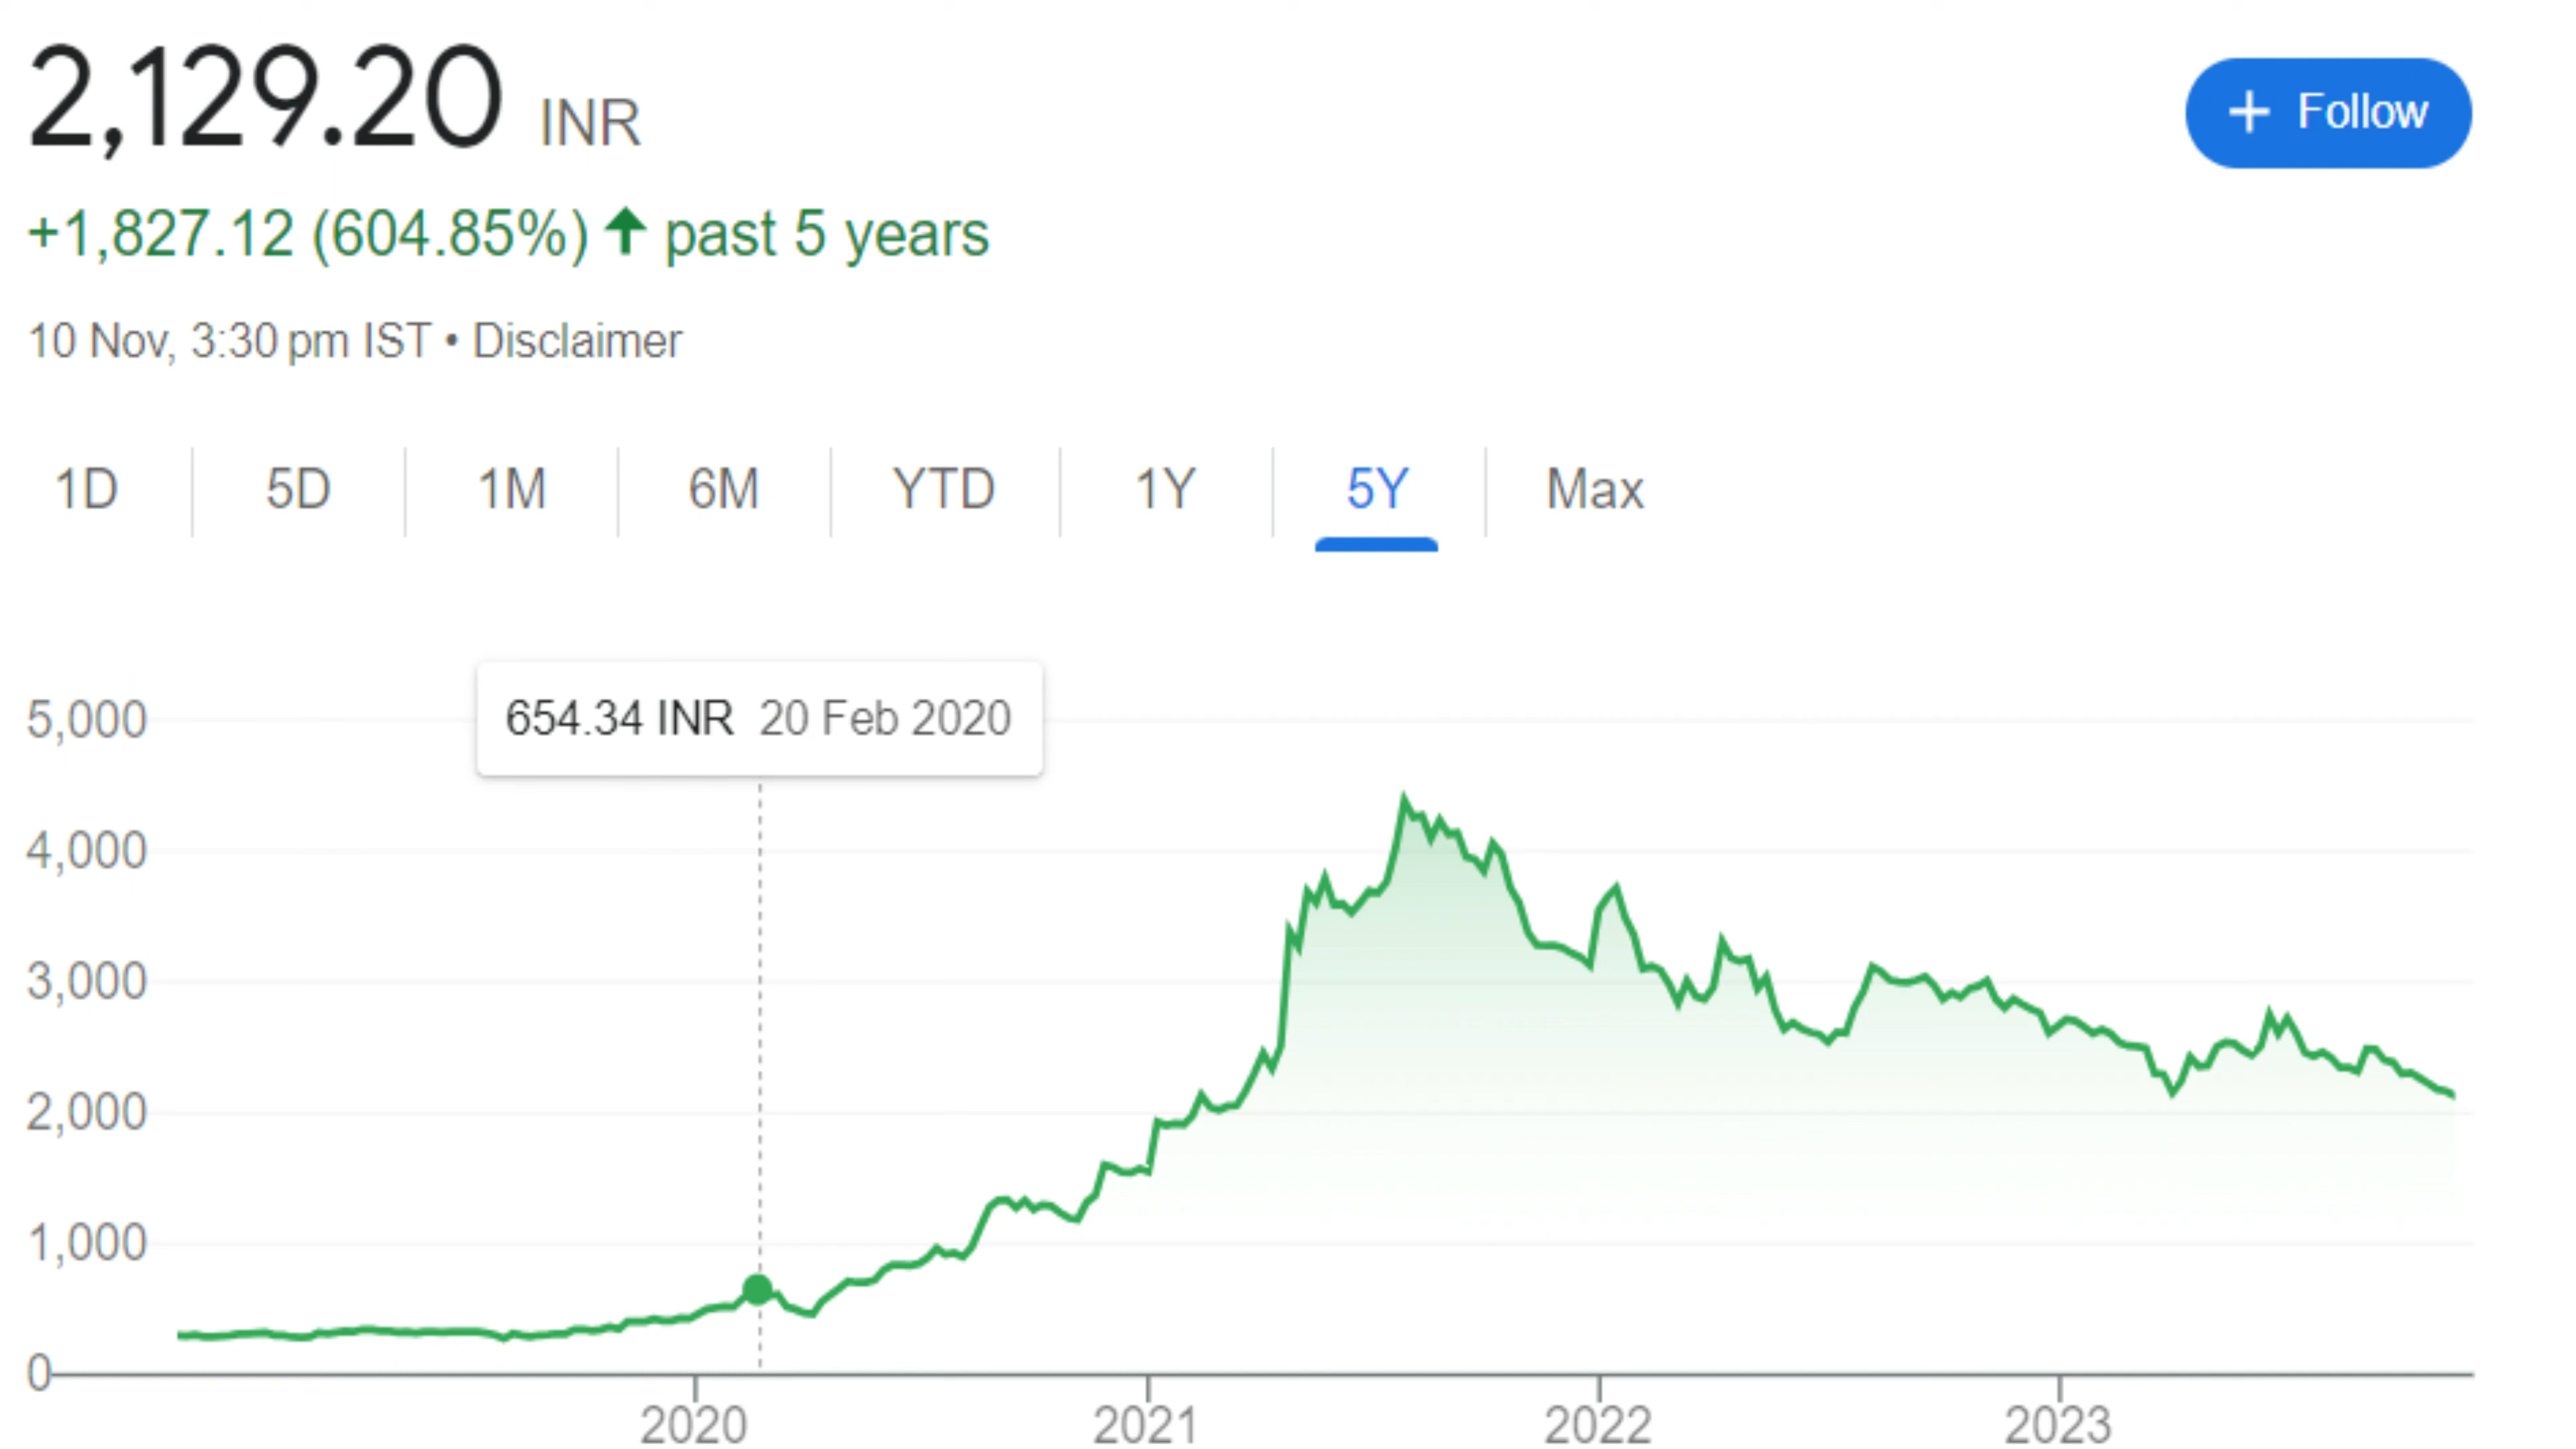 2,129.20 INR
+ Follow
+1,827.12 (604.85%) ↑ past 5 years
10 Nov, 3:30 pm IST • Disclaimer
1D 5D 1M 6M YTD 1Y 5Y Max
654.34 INR 20 Feb 2020
5,000
4,000
3,000
2,000
1,000
0
2020 2021 2022 2023